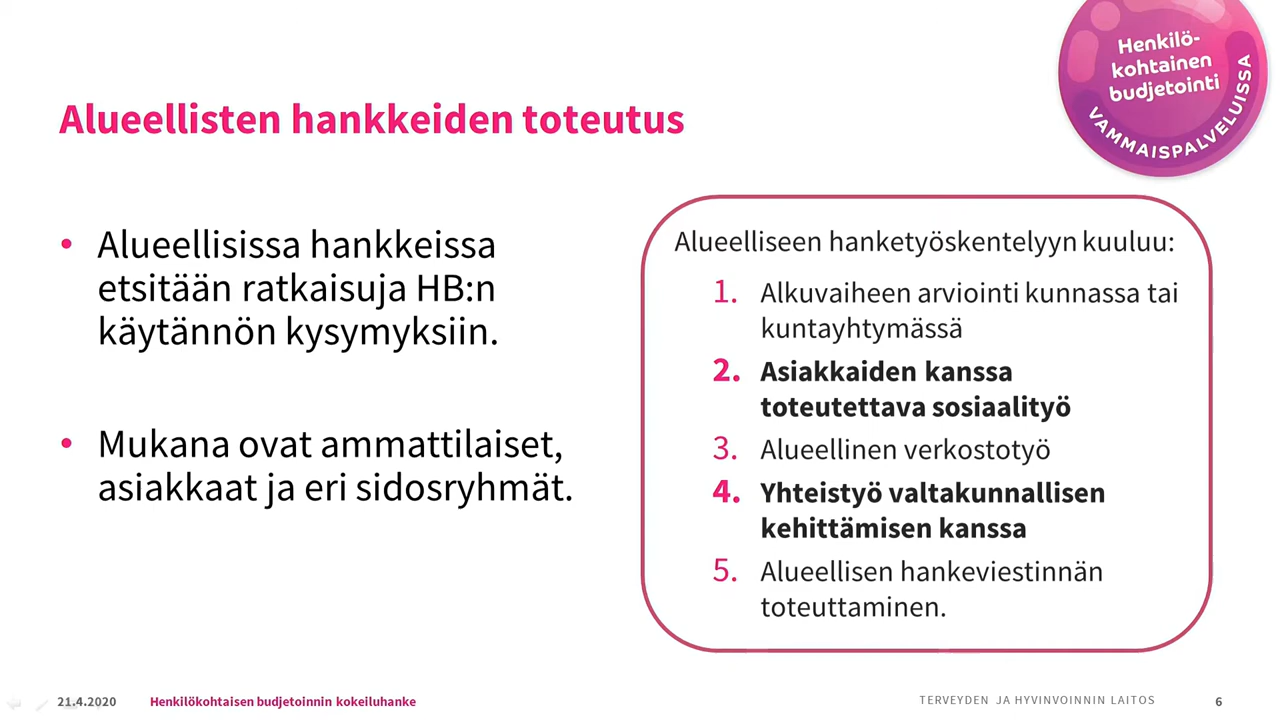 Henkilö-
kohtainen
budjetointi
VAMMAISPALVELUISSA
Alueellisten hankkeiden toteutus
• Alueellisissa hankkeissa
etsitään ratkaisuja HB:n
käytännön kysymyksiin.
• Mukana ovat ammattilaiset,
asiakkaat ja eri sidosryhmät.
Alueelliseen hanketyöskentelyyn kuuluu:
1. Alkuvaiheen arviointi kunnassa tai
kuntayhtymässä
2. Asiakkaiden kanssa
toteutettava sosiaalityö
3. Alueellinen verkostotyö
4. Yhteistyö valtakunnallisen
kehittämisen kanssa
5. Alueellisen hankeviestinnän
toteuttaminen.
21.4.2020 Henkilökohtaisen budjetoinnin kokeiluhanke TERVEYDEN JA HYVINVOINNIN LAITOS 6